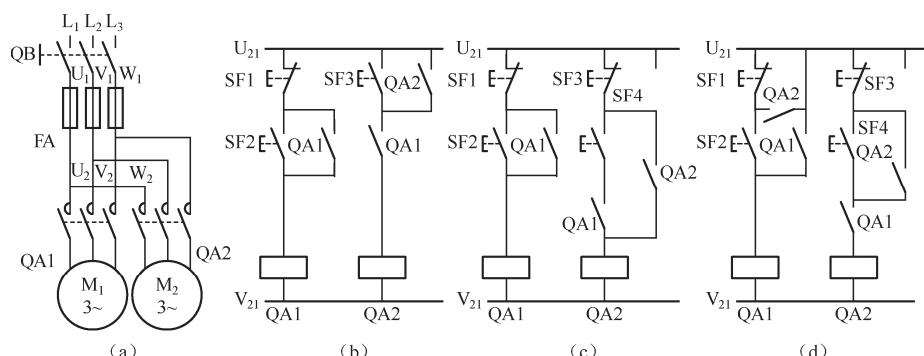 L₁ L₂ L₃
QB
U₁ V₁ W₁
FA
U₂ V₂ W₂
QA1
QA2
M₁
3~
M₂
3~
(a)
U₂₁
SF1
SF3
QA2
SF2
QA1
QA1
V₂₁
QA1
QA2
(b)
U₂₁
SF1
SF3
SF4
SF2
QA1
QA2
QA1
V₂₁
QA1
QA2
(c)
U₂₁
SF1
SF3
QA2
SF4
SF2
QA1
QA2
QA1
V₂₁
QA1
QA2
(d)